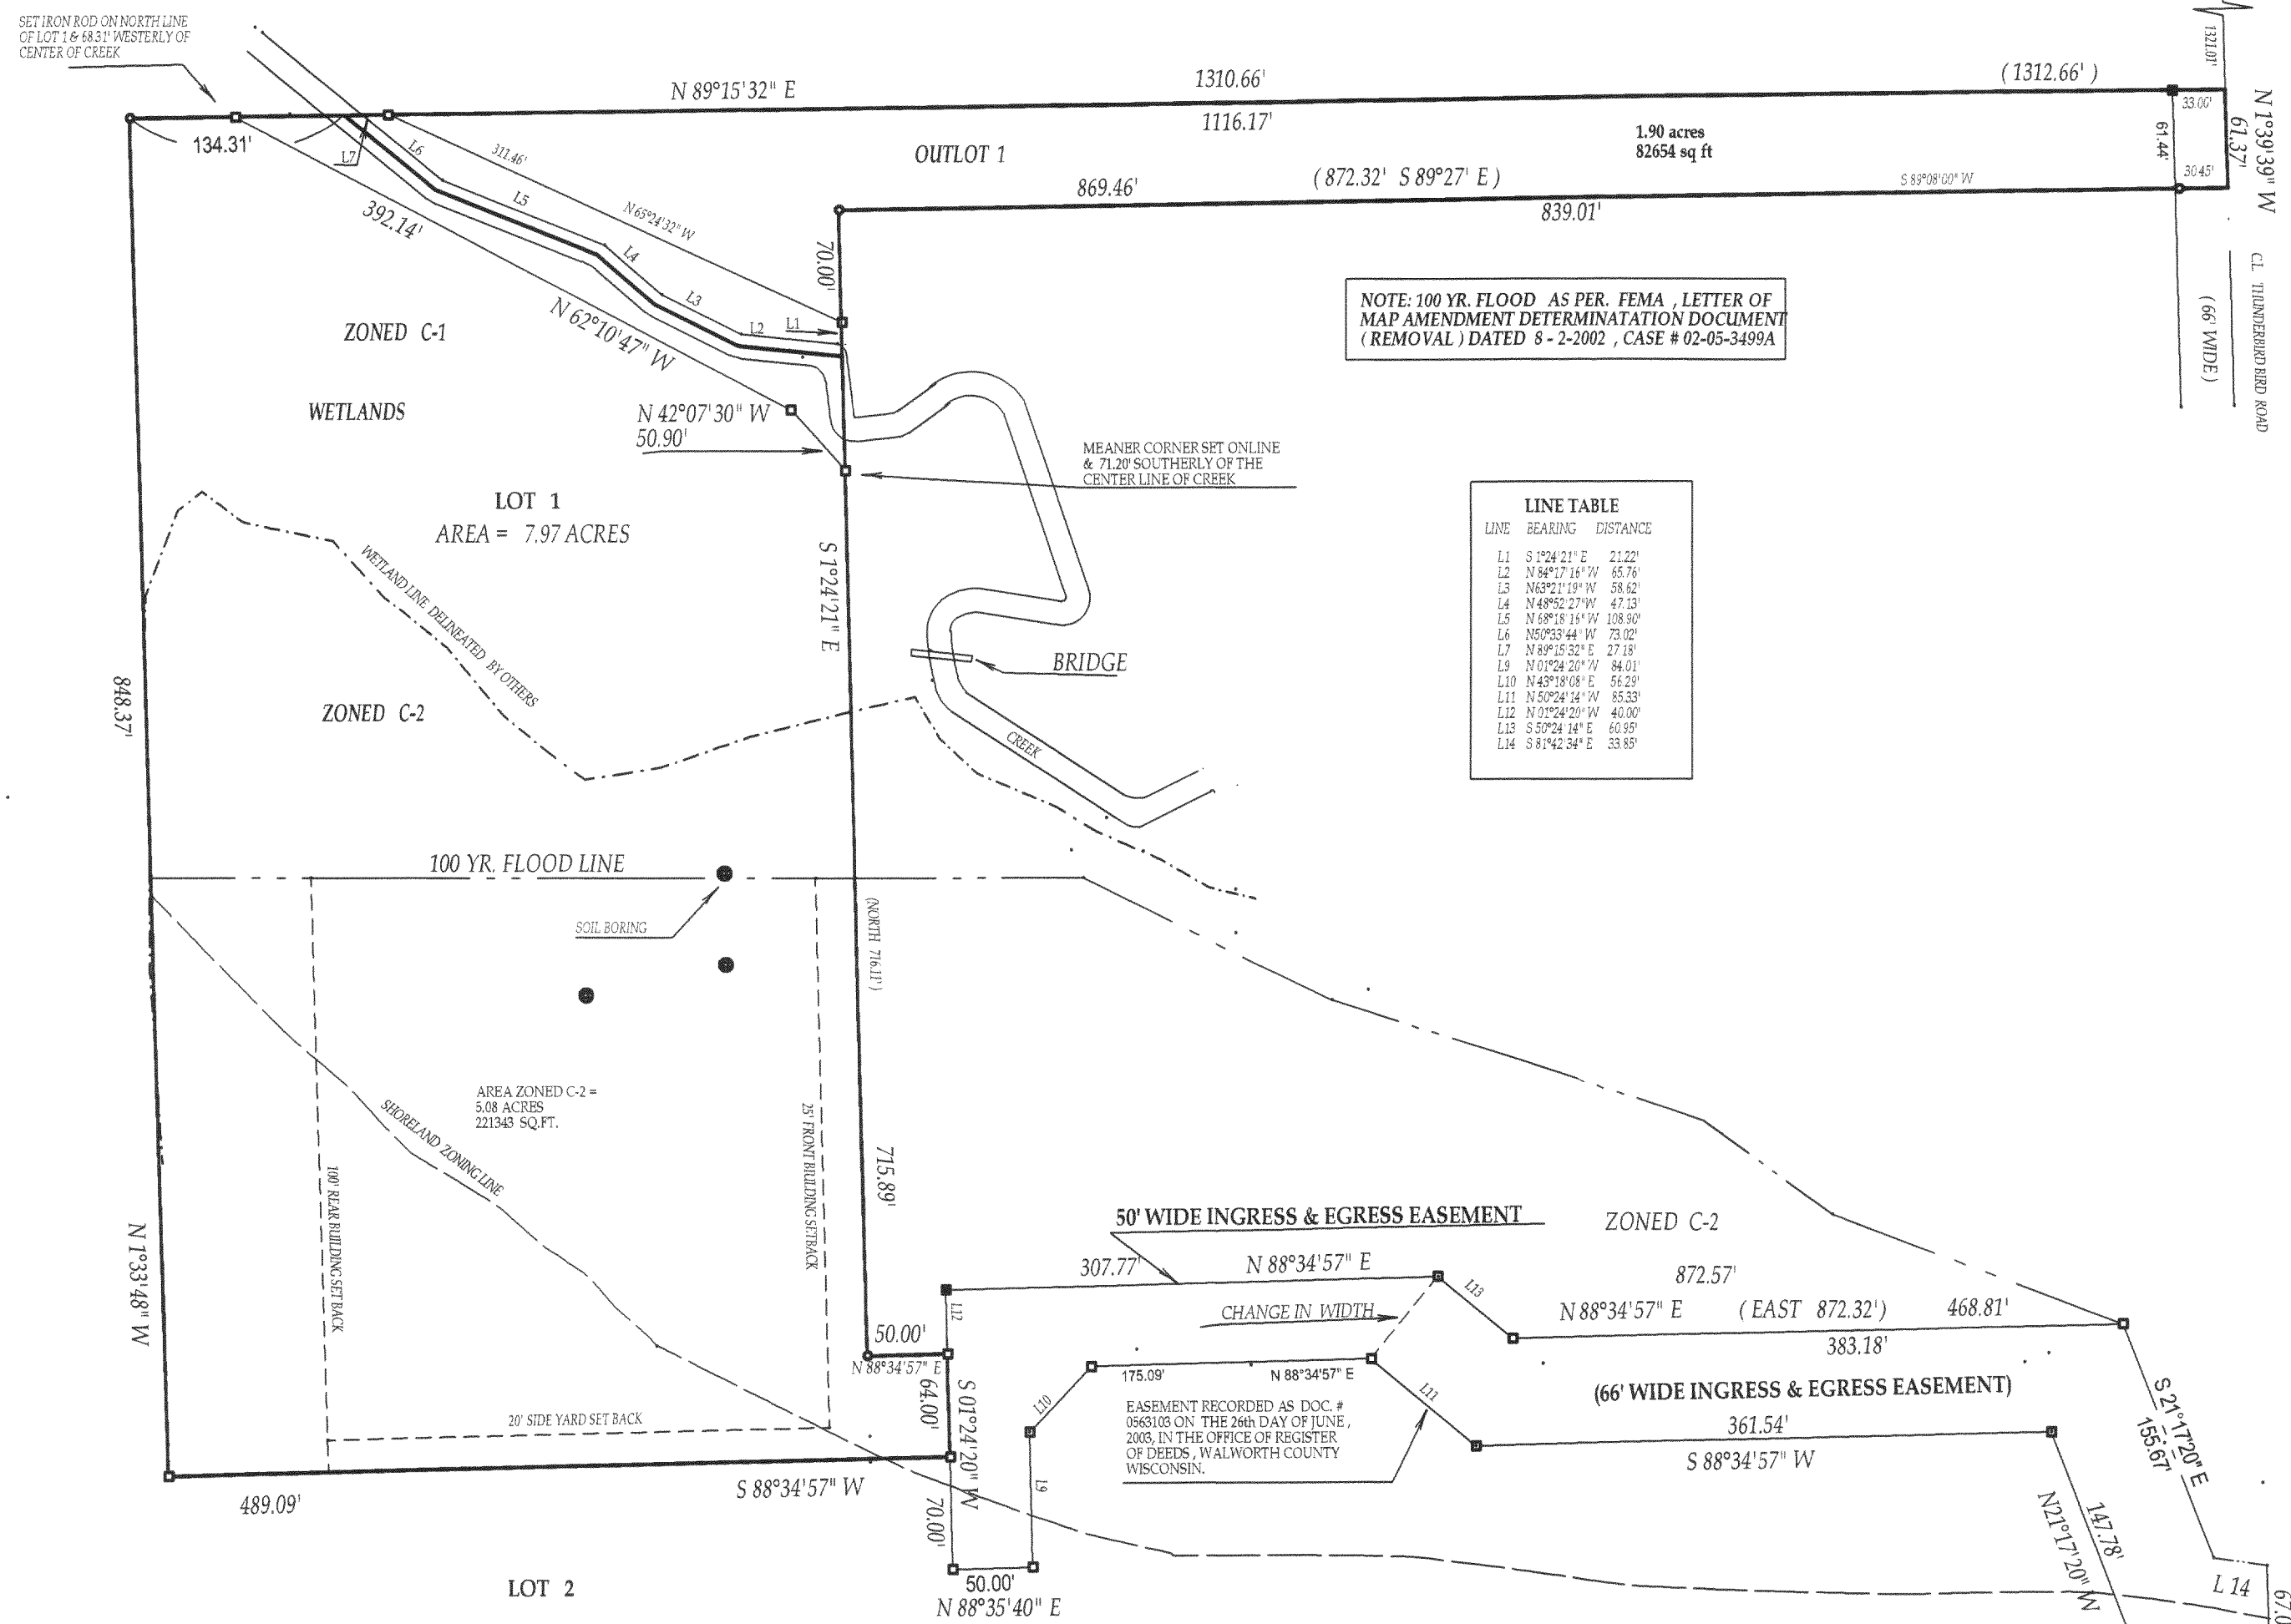 SET IRON ROD ON NORTH LINE
OF LOT 1 & 68.31' WESTERLY OF
CENTER OF CREEK
N 89°15'32" E
1310.66'
( 1312.66' )
1321.01'
33.00'
N 1°39'39" W
61.37'
61.44'
30.45'
134.31'
L7
L6
311.46'
1116.17'
OUTLOT 1
1.90 acres
82654 sq ft
869.46'
( 872.32' S 89°27' E )
S 89°08'00" W
839.01'
392.14'
L5
N 65°24'32" W
L4
L3
L2
L1
70.00'
N 62°10'47" W
ZONED C-1
WETLANDS
N 42°07'30" W
50.90'
NOTE: 100 YR. FLOOD AS PER. FEMA , LETTER OF
MAP AMENDMENT DETERMINATATION DOCUMENT
( REMOVAL ) DATED 8 - 2-2002 , CASE # 02-05-3499A
( 66' WIDE )
CL THUNDERBIRD BIRD ROAD
MEANER CORNER SET ONLINE
& 71.20' SOUTHERLY OF THE
CENTER LINE OF CREEK
LOT 1
AREA = 7.97 ACRES
WETLAND LINE DELINEATED BY OTHERS
S 1°24'21" E
BRIDGE
CREEK
LINE TABLE
LINE BEARING DISTANCE
L1 S 1°24'21" E 21.22'
L2 N 84°17'16" W 65.76'
L3 N63°21'19" W 58.62'
L4 N 48°52'27"W 47.13'
L5 N 68°18'16" W 108.90'
L6 N50°33'44" W 73.02'
L7 N 89°15'32" E 27.18'
L9 N 01°24'20" W 84.01'
L10 N 43°18'08" E 56.29'
L11 N 50°24'14" W 85.33'
L12 N 01°24'20" W 40.00'
L13 S 50°24'14" E 60.95'
L14 S 81°42'34" E 33.85'
848.37'
ZONED C-2
100 YR. FLOOD LINE
SOIL BORING
(NORTH 716.11')
AREA ZONED C-2 =
5.08 ACRES
221343 SQ.FT.
SHORELAND ZONING LINE
25' FRONT BRIULDING SETBACK
100' REAR BUILDING SET BACK
715.89'
N 1°33'48" W
50' WIDE INGRESS & EGRESS EASEMENT
ZONED C-2
307.77'
N 88°34'57" E
872.57'
L12
CHANGE IN WIDTH
L13
N 88°34'57" E
( EAST 872.32')
468.81'
383.18'
50.00'
N 88°34'57" E
64.00'
S 01°24'20" W
175.09'
N 88°34'57" E
L10
L11
L9
EASEMENT RECORDED AS DOC. #
0563103 ON THE 26th DAY OF JUNE ,
2003, IN THE OFFICE OF REGISTER
OF DEEDS , WALWORTH COUNTY
WISCONSIN.
(66' WIDE INGRESS & EGRESS EASEMENT)
361.54'
S 88°34'57" W
S 21°17'20" E
155.67'
20' SIDE YARD SET BACK
489.09'
S 88°34'57" W
70.00'
50.00'
N 88°35'40" E
147.78'
N21°17'20" W
L 14
LOT 2